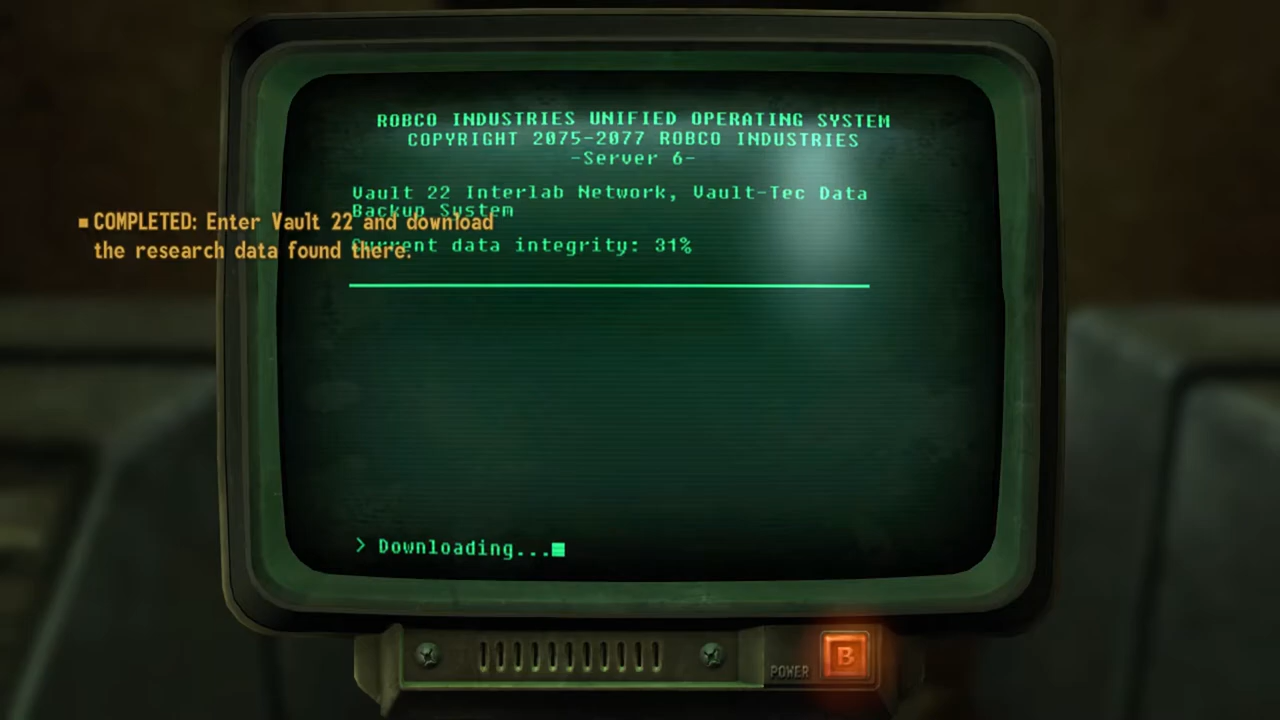 ROBCO INDUSTRIES UNIFIED OPERATING SYSTEM
COPYRIGHT 2075-2077 ROBCO INDUSTRIES
-Server 6-
Vault 22 Interlab Network, Vault-Tec Data
Backup System
Current data integrity: 31%
■ COMPLETED: Enter Vault 22 and download
the research data found there.
> Downloading...
POWER
B